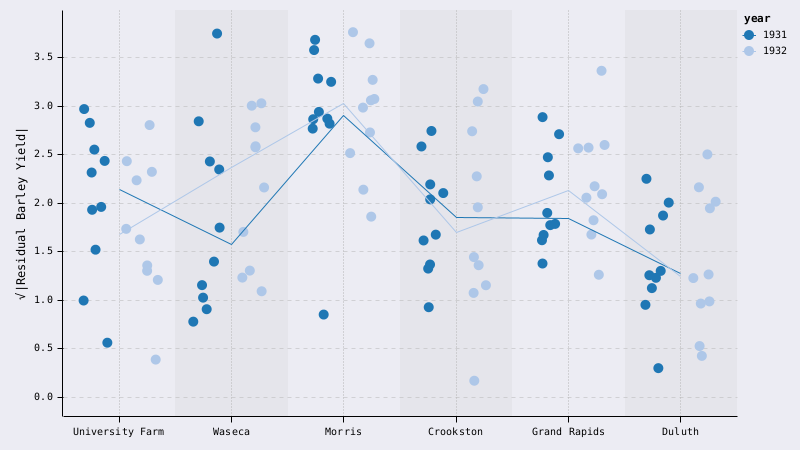 year
1931
1932
√|Residual Barley Yield|
3.5
3.0
2.5
2.0
1.5
1.0
0.5
0.0
University Farm
Waseca
Morris
Crookston
Grand Rapids
Duluth